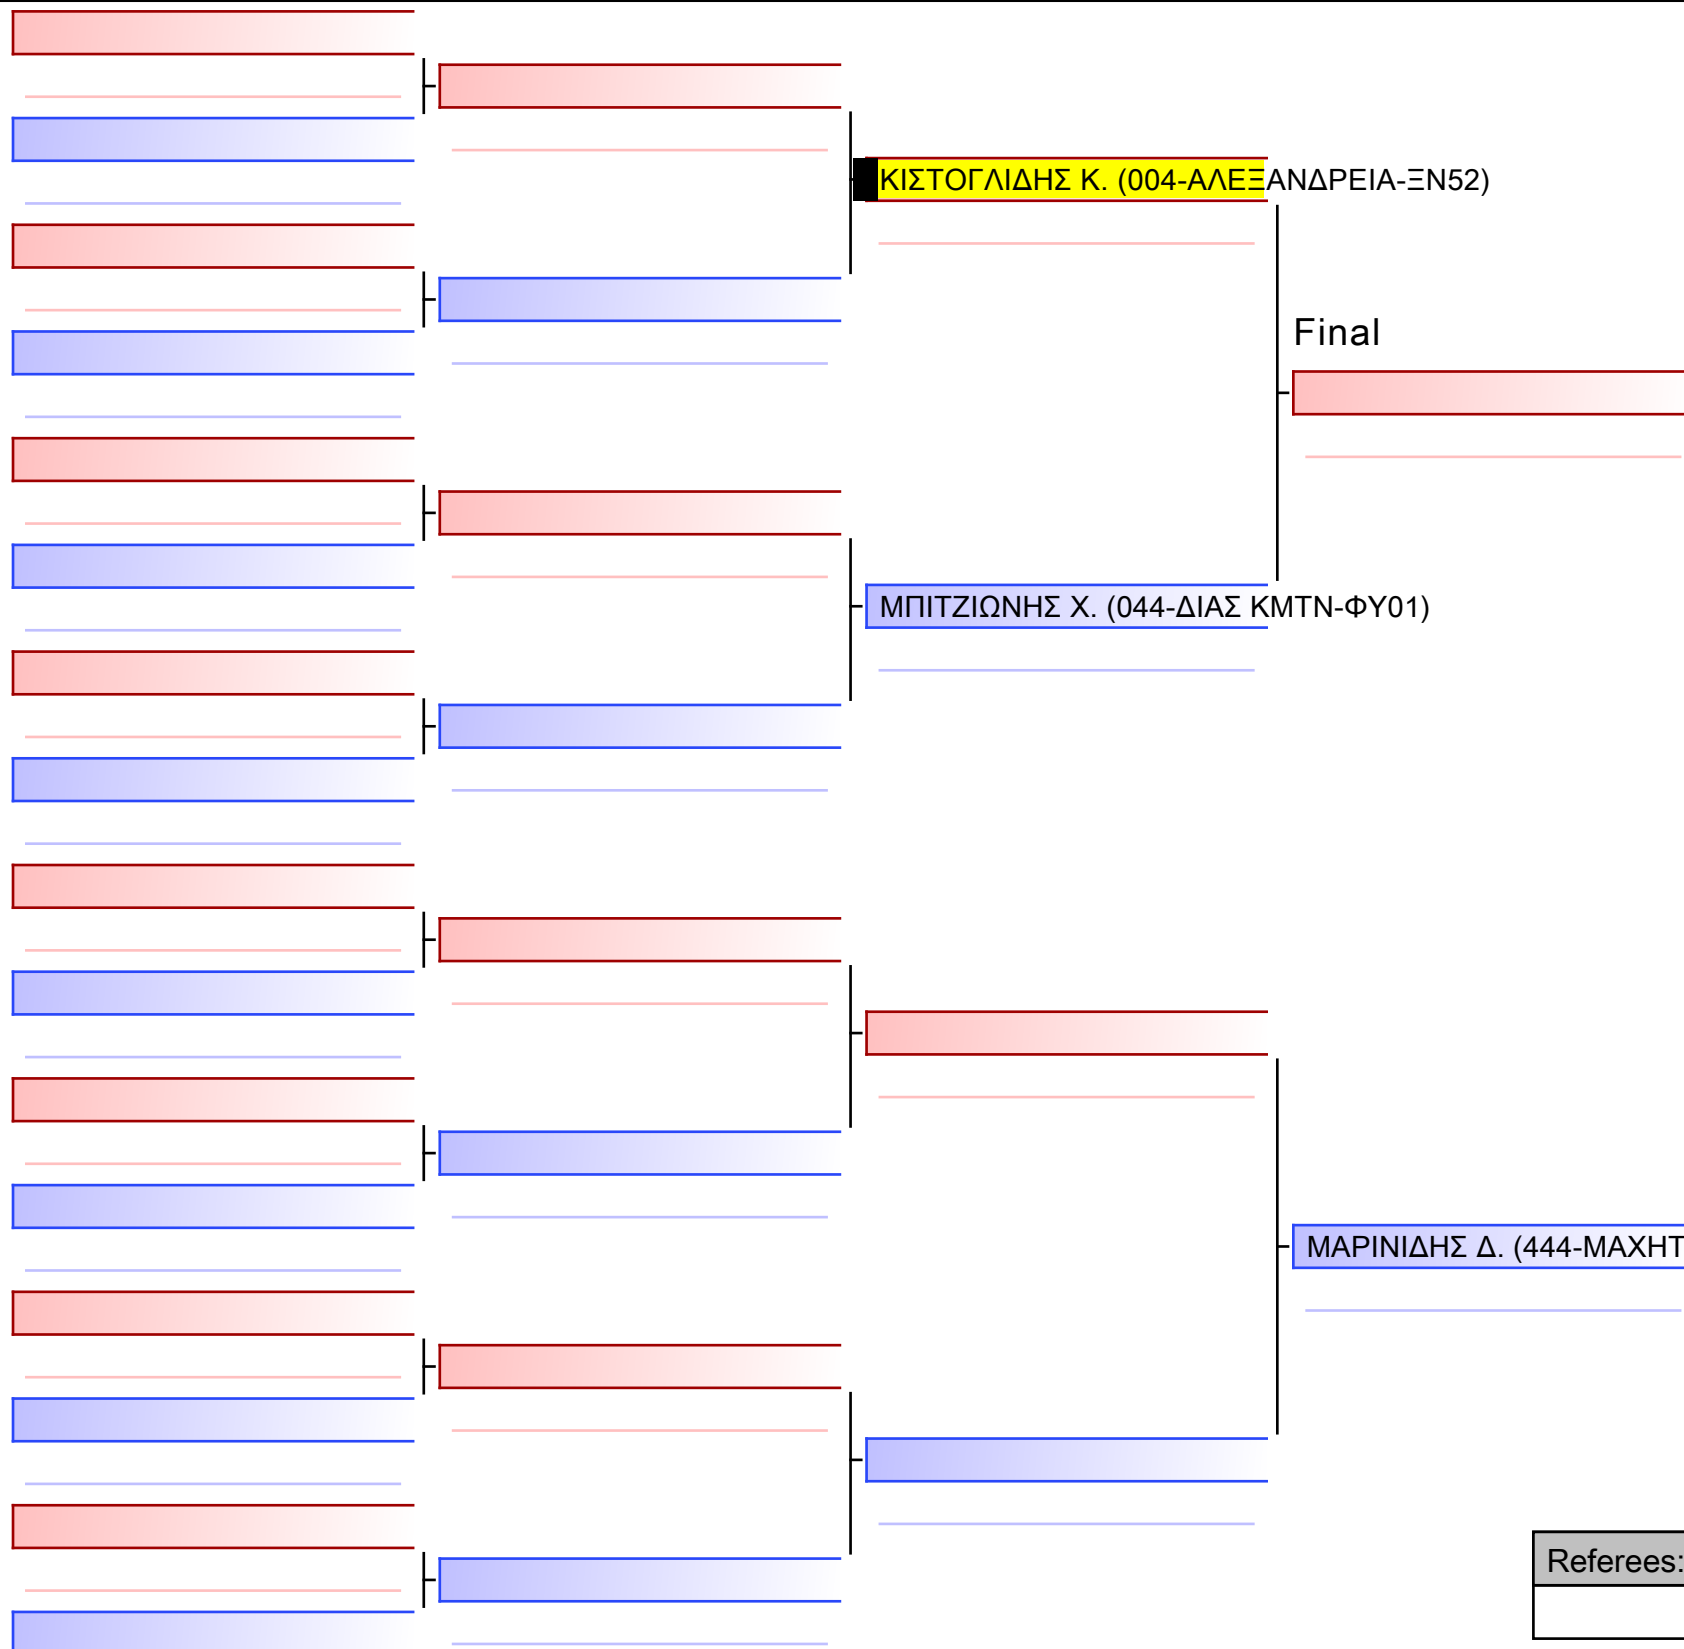 ΚΙΣΤΟΓΛΙΔΗΣ Κ. (004-ΑΛΕΞΑΝΔΡΕΙΑ-ΞΝ52)
Final
ΜΠΙΤΖΙΩΝΗΣ Χ. (044-ΔΙΑΣ ΚΜΤΝ-ΦΥ01)
ΜΑΡΙΝΙΔΗΣ Δ. (444-ΜΑΧΗΤ
Referees: